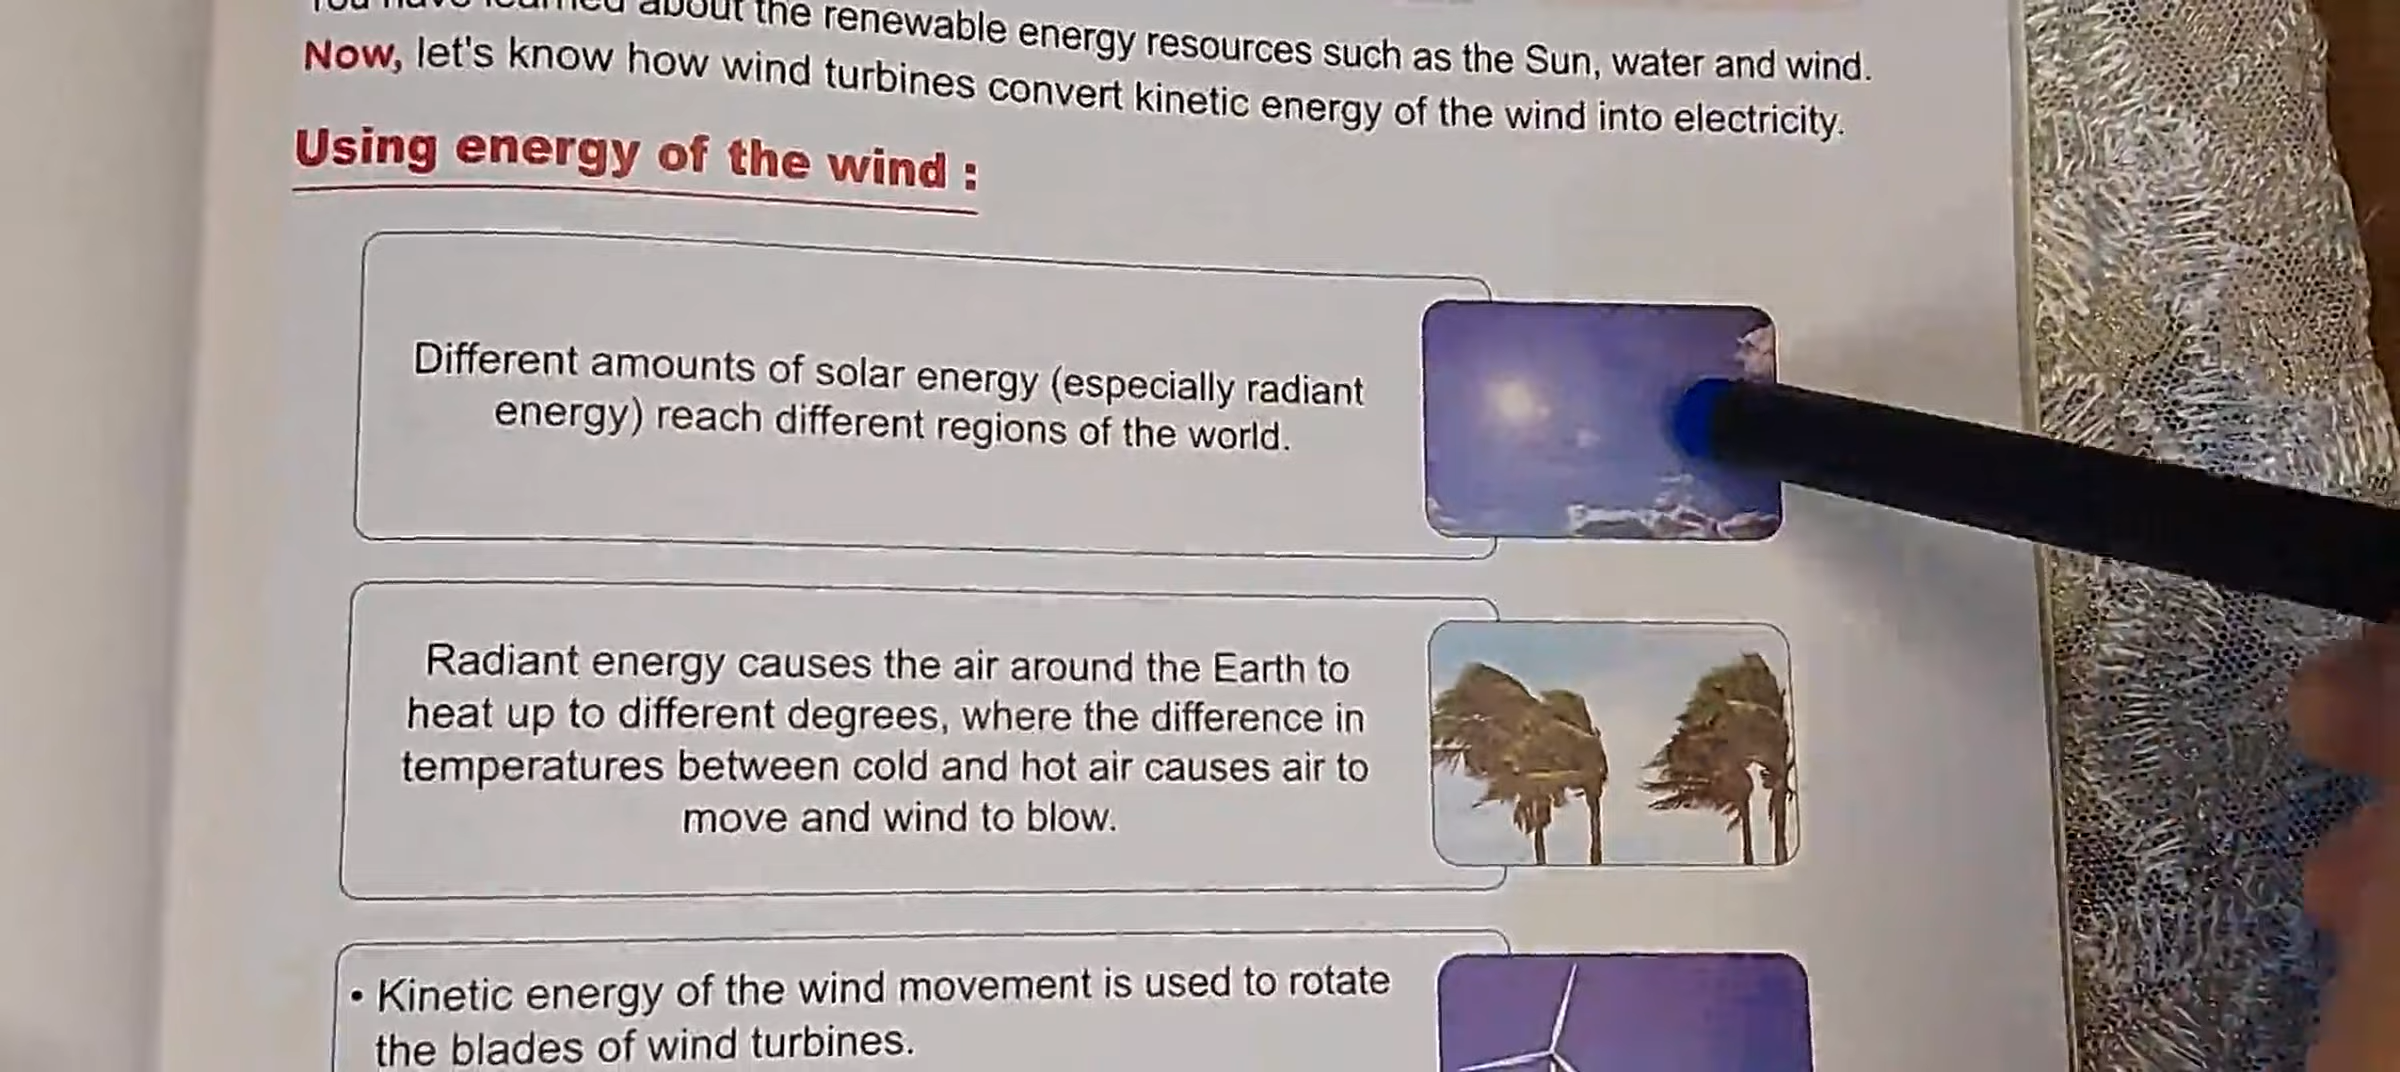 You have learned about the renewable energy resources such as the Sun, water and wind.
Now, let's know how wind turbines convert kinetic energy of the wind into electricity.
Using energy of the wind :
Different amounts of solar energy (especially radiant
energy) reach different regions of the world.
Radiant energy causes the air around the Earth to
heat up to different degrees, where the difference in
temperatures between cold and hot air causes air to
move and wind to blow.
• Kinetic energy of the wind movement is used to rotate
the blades of wind turbines.